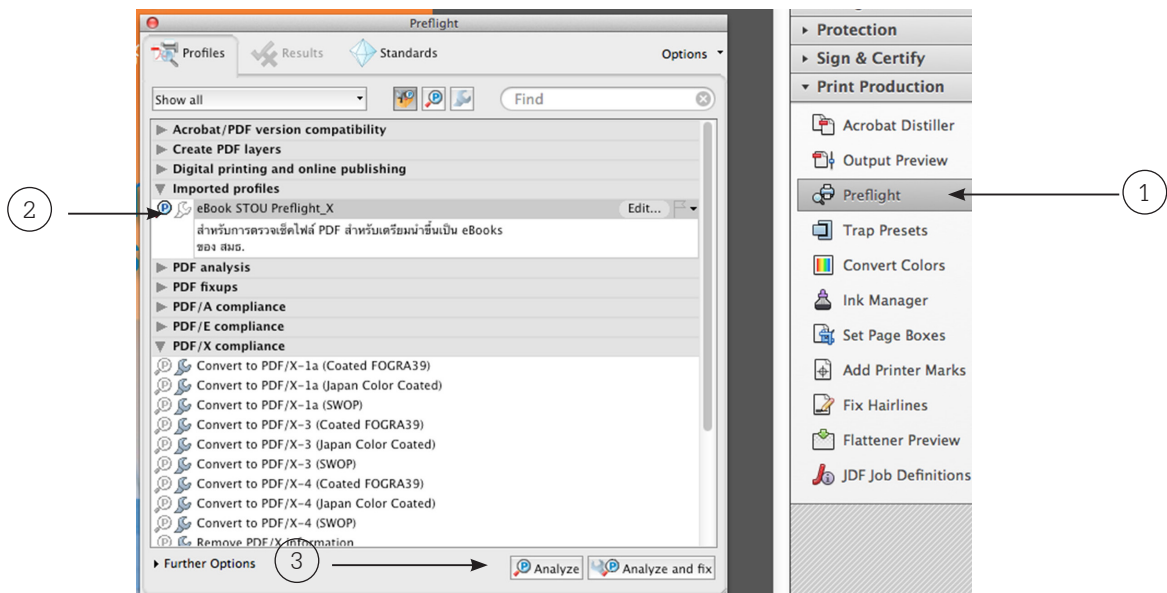 Preflight
Profiles
Results
Standards
Options
Show all
Find
Acrobat/PDF version compatibility
Create PDF layers
Digital printing and online publishing
Imported profiles
eBook STOU Preflight_X
Edit...
สำหรับการตรวจเช็คไฟล์ PDF สำหรับเตรียมนำขึ้นเป็น eBooks
ของ สมธ.
PDF analysis
PDF fixups
PDF/A compliance
PDF/E compliance
PDF/X compliance
Convert to PDF/X-1a (Coated FOGRA39)
Convert to PDF/X-1a (Japan Color Coated)
Convert to PDF/X-1a (SWOP)
Convert to PDF/X-3 (Coated FOGRA39)
Convert to PDF/X-3 (Japan Color Coated)
Convert to PDF/X-3 (SWOP)
Convert to PDF/X-4 (Coated FOGRA39)
Convert to PDF/X-4 (Japan Color Coated)
Convert to PDF/X-4 (SWOP)
Remove PDF/X information
Further Options
Analyze
Analyze and fix
2
3
Protection
Sign & Certify
Print Production
Acrobat Distiller
Output Preview
Preflight
Trap Presets
Convert Colors
Ink Manager
Set Page Boxes
Add Printer Marks
Fix Hairlines
Flattener Preview
JDF Job Definitions
1